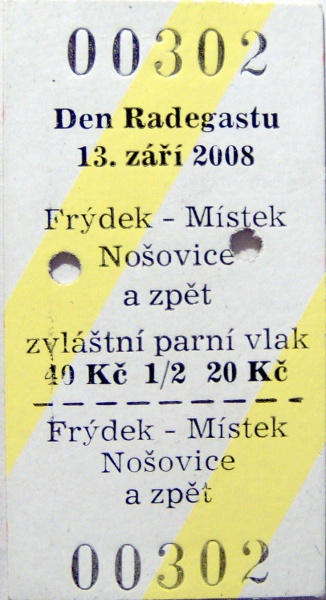 00302
Den Radegastu
13. září 2008
Frýdek - Místek
Nošovice
a zpět
zvláštní parní vlak
40 Kč 1/2 20 Kč
Frýdek - Místek
Nošovice
a zpět
00302